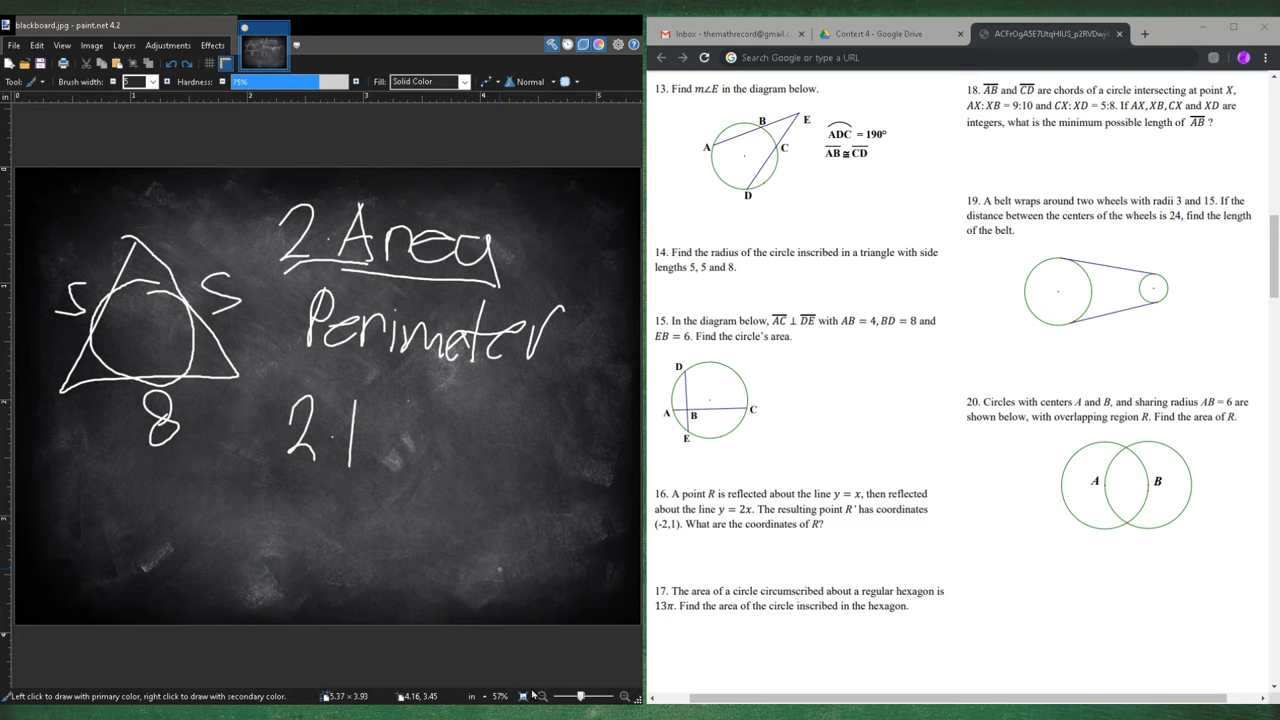 blackboard.jpg - paint.net 4.2
File Edit View Image Layers Adjustments Effects
Tool: Brush width: 5 Hardness: 75% Fill: Solid Color Normal
0 1 2 3 4 5
5 5
8
2·Area
Perimeter
2·1
Left click to draw with primary color, right click to draw with secondary color. 5.37 × 3.93 4.16, 3.45 in 57%
Inbox - themathrecord@gmail.c Contest 4 - Google Drive ACFrOgA5E7UtqHIUS_p2RVDwj
Search Google or type a URL
13. Find m∠E in the diagram below.
A B C D E
ADC = 190°
AB ≅ CD
14. Find the radius of the circle inscribed in a triangle with side
lengths 5, 5 and 8.
15. In the diagram below, AC ⊥ DE with AB = 4, BD = 8 and
EB = 6. Find the circle's area.
D
A B C
E
16. A point R is reflected about the line y = x, then reflected
about the line y = 2x. The resulting point R' has coordinates
(-2,1). What are the coordinates of R?
17. The area of a circle circumscribed about a regular hexagon is
13π. Find the area of the circle inscribed in the hexagon.
18. AB and CD are chords of a circle intersecting at point X,
AX: XB = 9:10 and CX: XD = 5:8. If AX, XB, CX and XD are
integers, what is the minimum possible length of AB ?
19. A belt wraps around two wheels with radii 3 and 15. If the
distance between the centers of the wheels is 24, find the length
of the belt.
20. Circles with centers A and B, and sharing radius AB = 6 are
shown below, with overlapping region R. Find the area of R.
A B